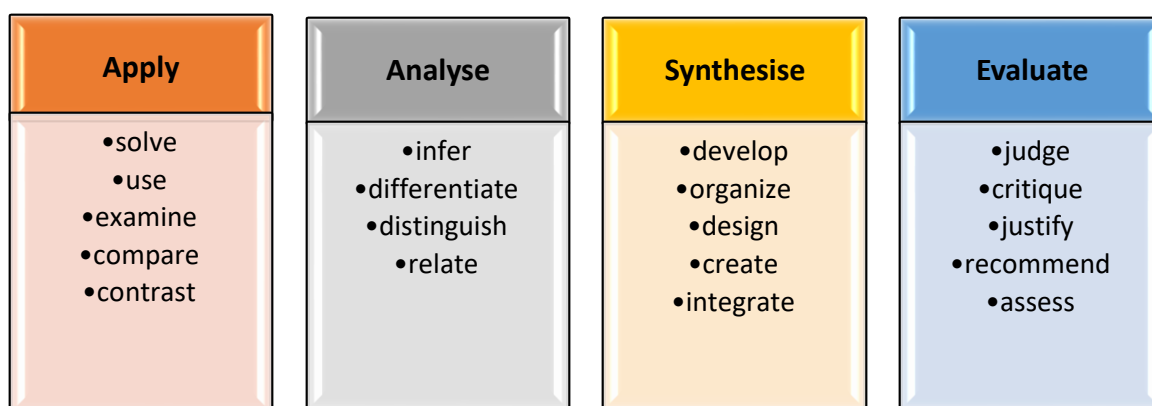 Apply
•solve
•use
•examine
•compare
•contrast
Analyse
•infer
•differentiate
•distinguish
•relate
Synthesise
•develop
•organize
•design
•create
•integrate
Evaluate
•judge
•critique
•justify
•recommend
•assess